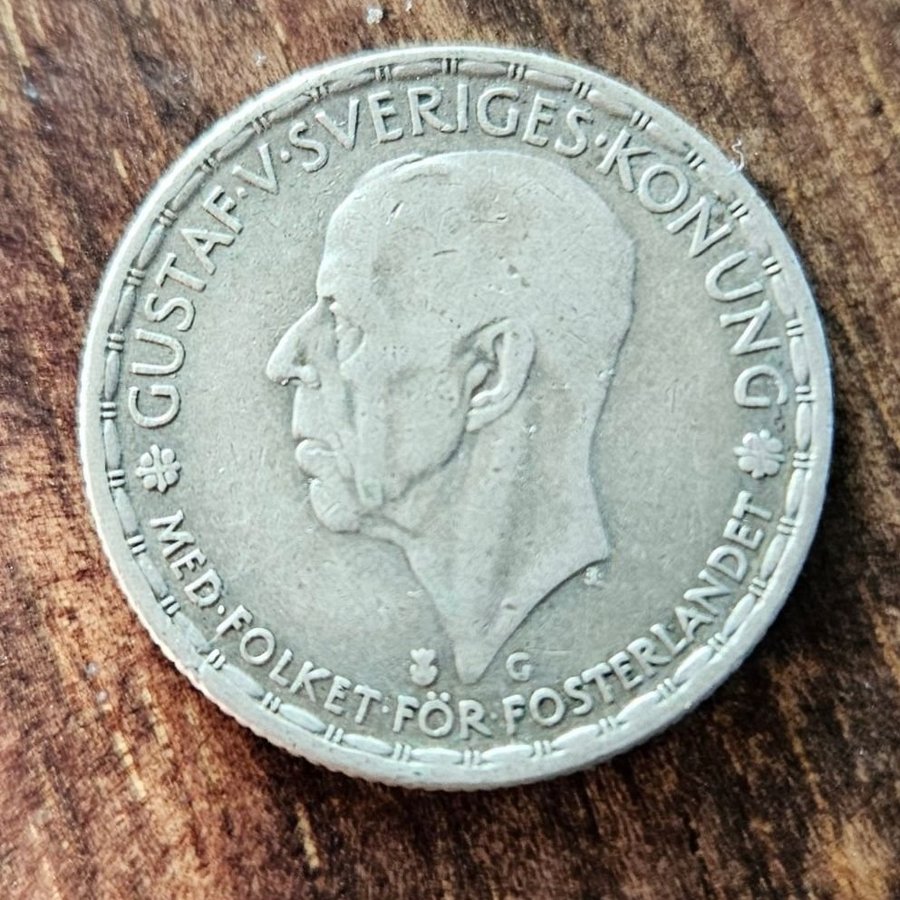 GUSTAF·V·SVERIGES·KONUNG
MED·FOLKET·FÖR·FOSTERLANDET
G